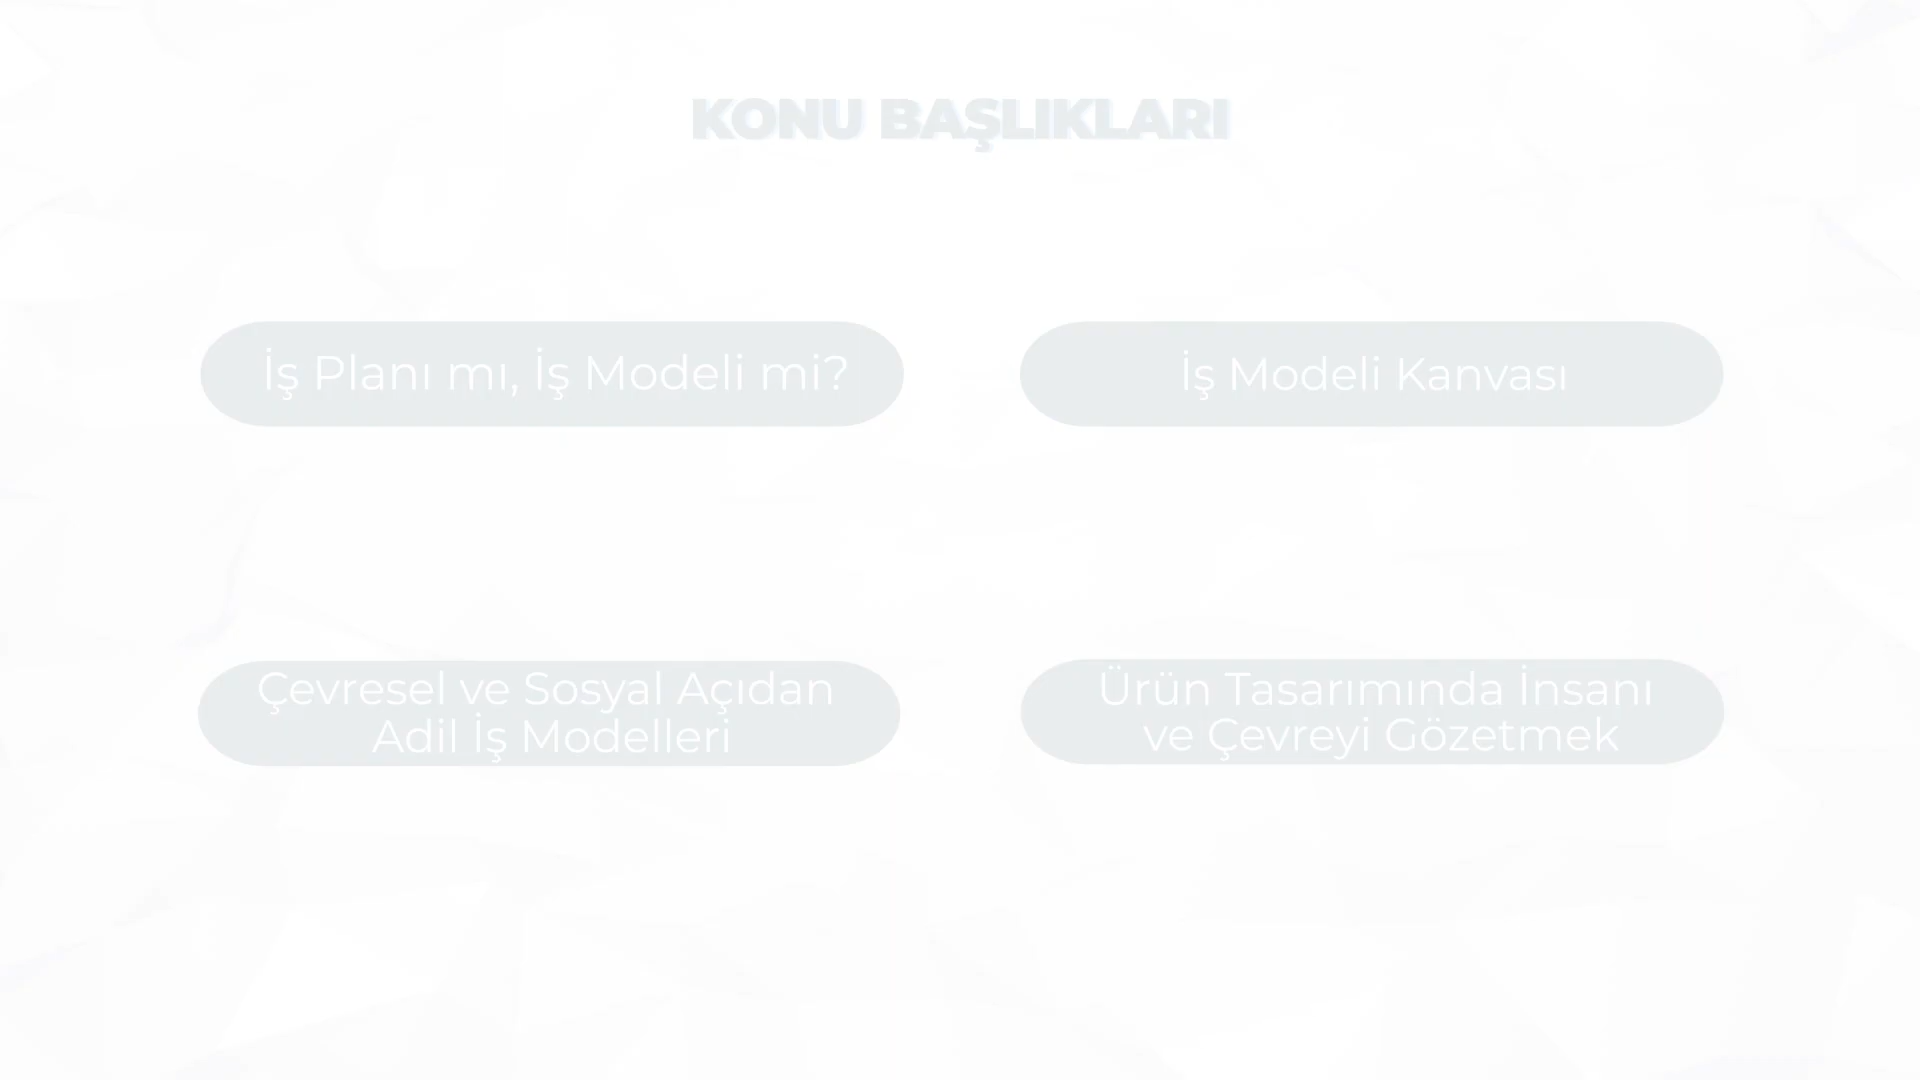 KONU BAŞLIKLARI
İş Planı mı, İş Modeli mi?
İş Modeli Kanvası
Çevresel ve Sosyal Açıdan
Adil İş Modelleri
Ürün Tasarımında İnsanı
ve Çevreyi Gözetmek